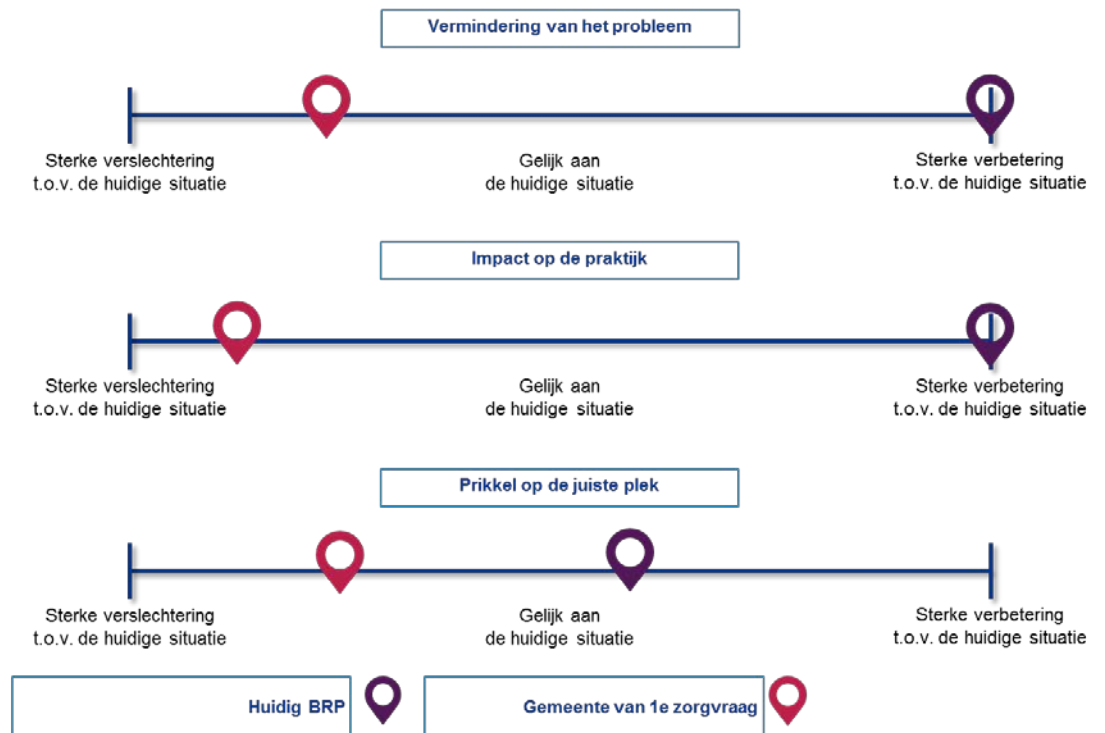 Vermindering van het probleem
Sterke verslechtering
t.o.v. de huidige situatie
Gelijk aan
de huidige situatie
Sterke verbetering
t.o.v. de huidige situatie
Impact op de praktijk
Sterke verslechtering
t.o.v. de huidige situatie
Gelijk aan
de huidige situatie
Sterke verbetering
t.o.v. de huidige situatie
Prikkel op de juiste plek
Sterke verslechtering
t.o.v. de huidige situatie
Gelijk aan
de huidige situatie
Sterke verbetering
t.o.v. de huidige situatie
Huidig BRP
Gemeente van 1e zorgvraag